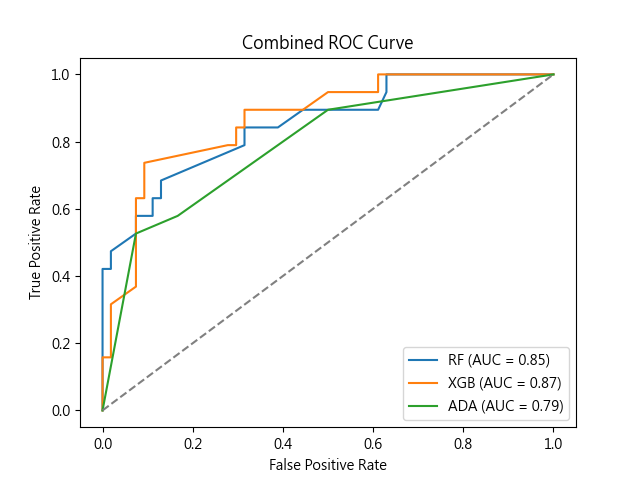 Combined ROC Curve
True Positive Rate
1.0
0.8
0.6
0.4
0.2
0.0
RF (AUC = 0.85)
XGB (AUC = 0.87)
ADA (AUC = 0.79)
0.0 0.2 0.4 0.6 0.8 1.0
False Positive Rate